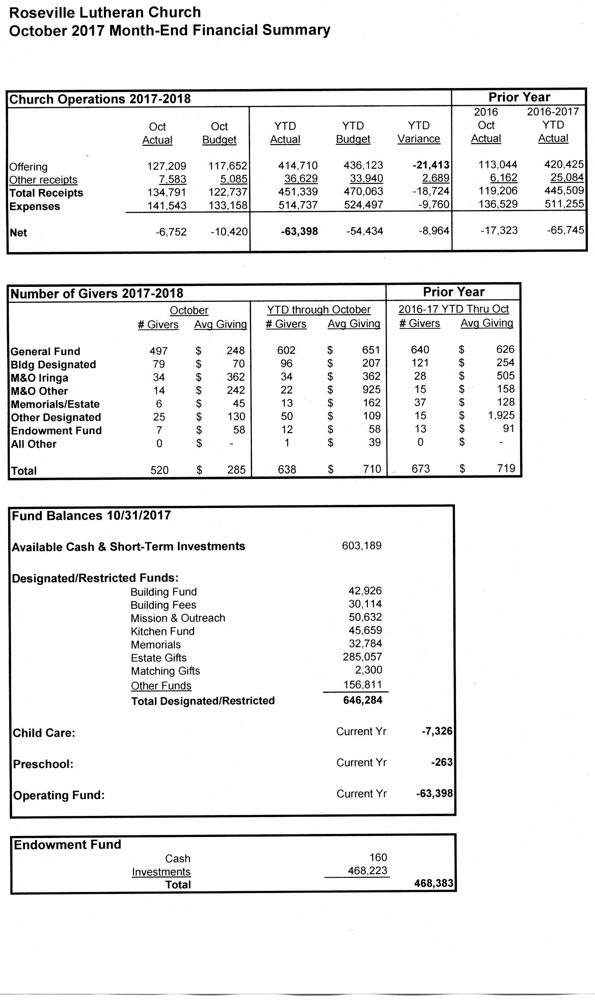 Roseville Lutheran Church
October 2017 Month-End Financial Summary
Church Operations 2017-2018 Prior Year
2016 2016-2017
Oct Oct YTD YTD YTD Oct YTD
Actual Budget Actual Budget Variance Actual Actual
Offering 127,209 117,652 414,710 436,123 -21,413 113,044 420,425
Other receipts 7,583 5,085 36,629 33,940 2,689 6,162 25,084
Total Receipts 134,791 122,737 451,339 470,063 -18,724 119,206 445,509
Expenses 141,543 133,158 514,737 524,497 -9,760 136,529 511,255
Net -6,752 -10,420 -63,398 -54,434 -8,964 -17,323 -65,745
Number of Givers 2017-2018 Prior Year
October YTD through October 2016-17 YTD Thru Oct
# Givers Avg Giving # Givers Avg Giving # Givers Avg Giving
General Fund 497 $ 248 602 $ 651 640 $ 626
Bldg Designated 79 $ 70 96 $ 207 121 $ 254
M&O Iringa 34 $ 362 34 $ 362 28 $ 505
M&O Other 14 $ 242 22 $ 925 15 $ 158
Memorials/Estate 6 $ 45 13 $ 162 37 $ 128
Other Designated 25 $ 130 50 $ 109 15 $ 1,925
Endowment Fund 7 $ 58 12 $ 58 13 $ 91
All Other 0 $ - 1 $ 39 0 $ -
Total 520 $ 285 638 $ 710 673 $ 719
Fund Balances 10/31/2017
Available Cash & Short-Term Investments 603,189
Designated/Restricted Funds:
Building Fund 42,926
Building Fees 30,114
Mission & Outreach 50,632
Kitchen Fund 45,659
Memorials 32,784
Estate Gifts 285,057
Matching Gifts 2,300
Other Funds 156,811
Total Designated/Restricted 646,284
Child Care: Current Yr -7,326
Preschool: Current Yr -263
Operating Fund: Current Yr -63,398
Endowment Fund
Cash 160
Investments 468,223
Total 468,383